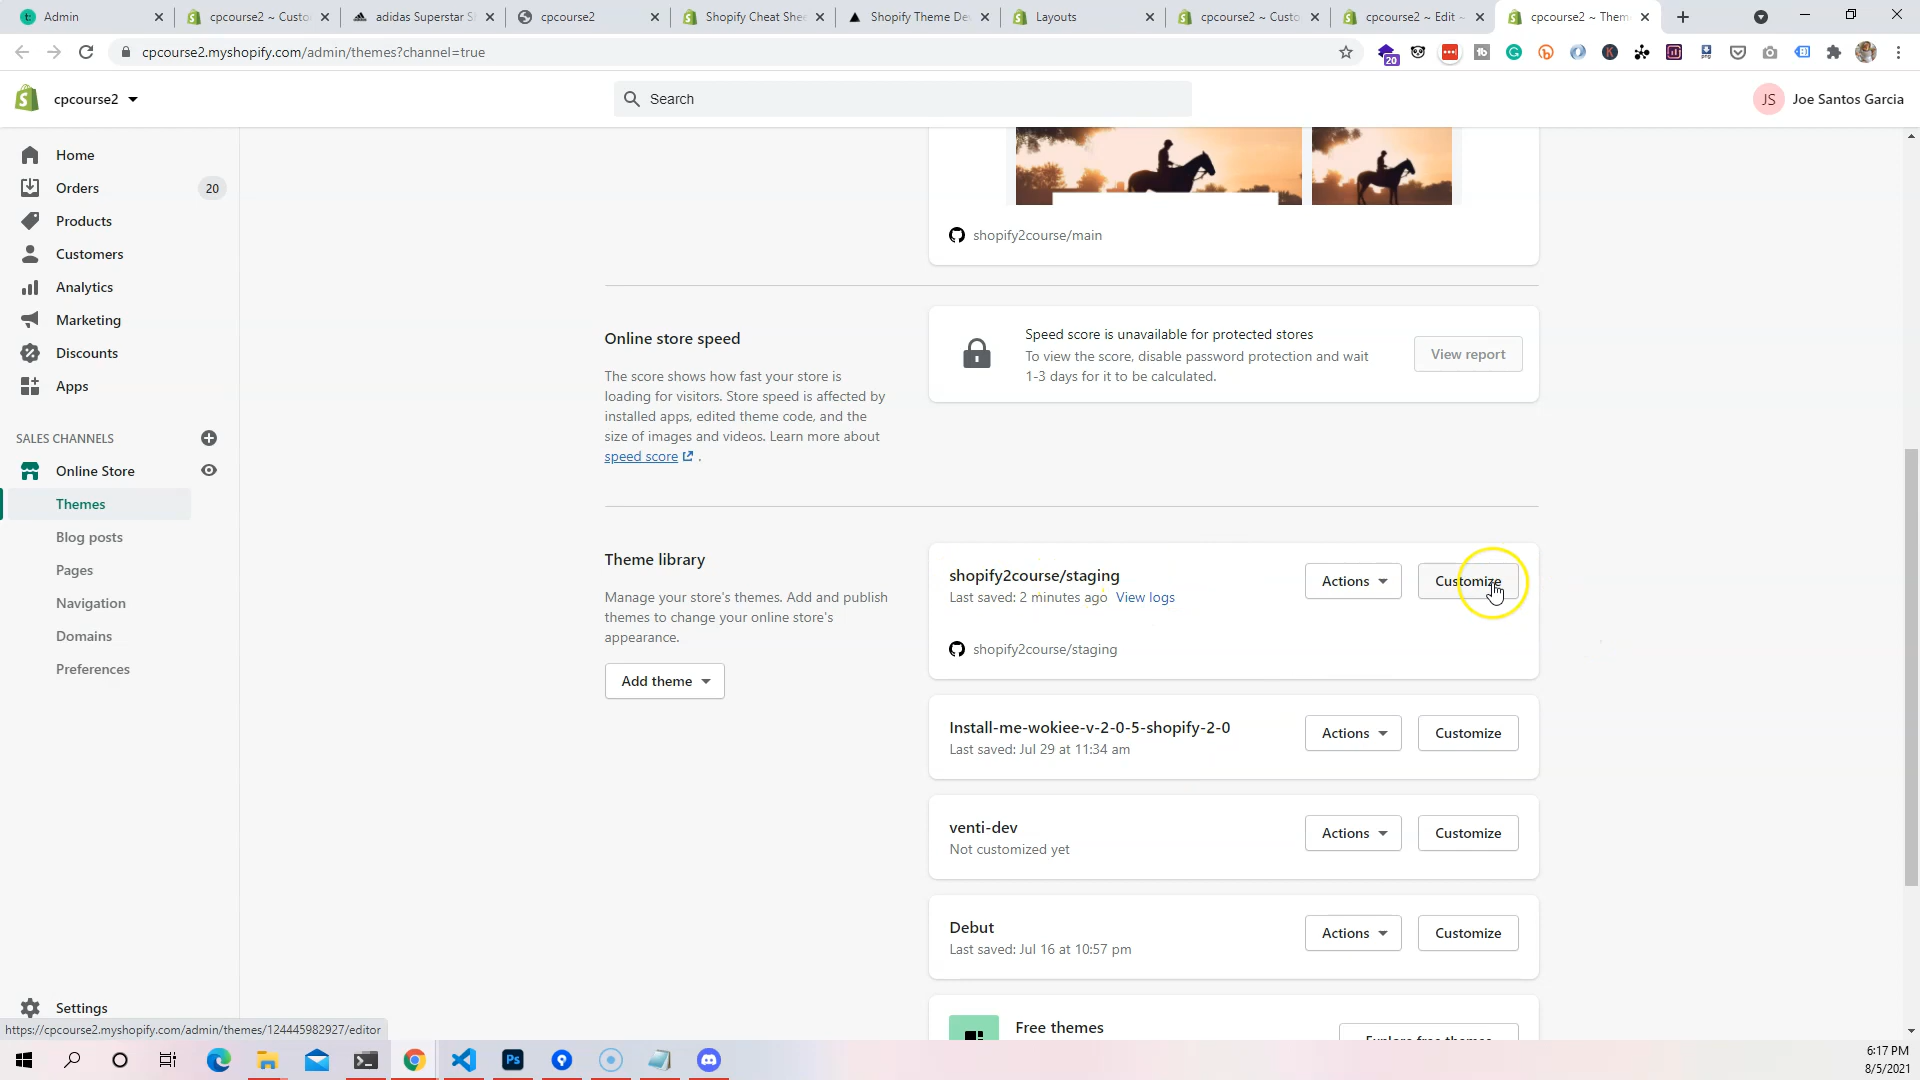 Admin
cpcourse2 ~ Custo
adidas Superstar S
cpcourse2
Shopify Cheat Shee
Shopify Theme De
Layouts
cpcourse2 ~ Custo
cpcourse2 ~ Edit ~
cpcourse2 ~ Them
cpcourse2.myshopify.com/admin/themes?channel=true
20
cpcourse2
Search
JS
Joe Santos Garcia
Home
Orders
20
Products
Customers
Analytics
Marketing
Discounts
Apps
SALES CHANNELS
Online Store
Themes
Blog posts
Pages
Navigation
Domains
Preferences
Settings
shopify2course/main
Online store speed
The score shows how fast your store is
loading for visitors. Store speed is affected by
installed apps, edited theme code, and the
size of images and videos. Learn more about
speed score .
Speed score is unavailable for protected stores
To view the score, disable password protection and wait
1-3 days for it to be calculated.
View report
Theme library
Manage your store's themes. Add and publish
themes to change your online store's
appearance.
Add theme
shopify2course/staging
Last saved: 2 minutes ago View logs
Actions
Customize
shopify2course/staging
Install-me-wokiee-v-2-0-5-shopify-2-0
Last saved: Jul 29 at 11:34 am
Actions
Customize
venti-dev
Not customized yet
Actions
Customize
Debut
Last saved: Jul 16 at 10:57 pm
Actions
Customize
Free themes
Explore free themes
https://cpcourse2.myshopify.com/admin/themes/124445982927/editor
Ps
6:17 PM
8/5/2021